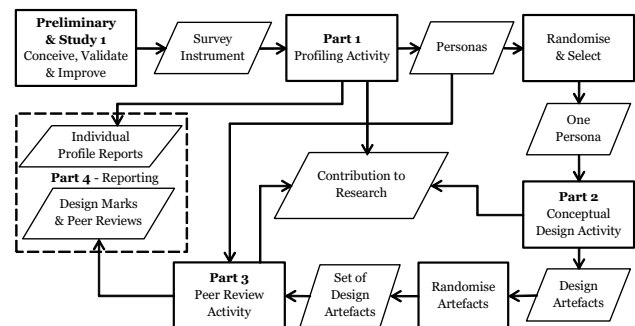 Preliminary
& Study 1
Conceive, Validate
& Improve
Survey
Instrument
Part 1
Profiling Activity
Personas
Randomise
& Select
Individual
Profile Reports
Part 4 - Reporting
Design Marks
& Peer Reviews
Contribution to
Research
One
Persona
Part 2
Conceptual
Design Activity
Part 3
Peer Review
Activity
Set of
Design
Artefacts
Randomise
Artefacts
Design
Artefacts